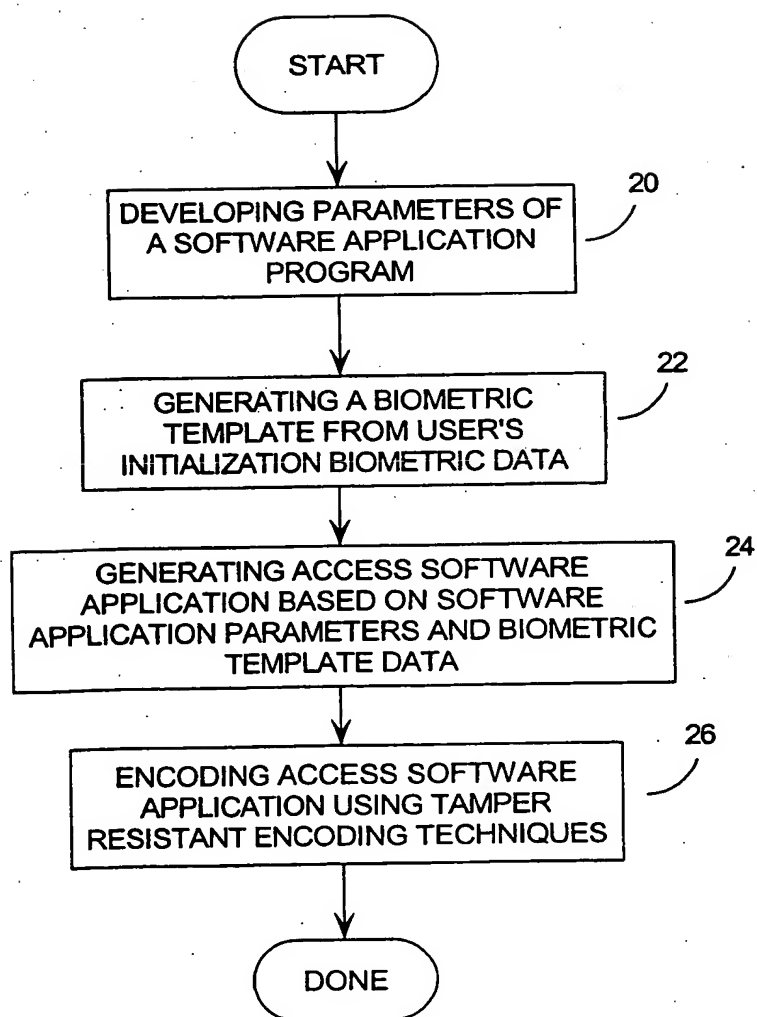 START
DEVELOPING PARAMETERS OF
A SOFTWARE APPLICATION
PROGRAM
20
GENERATING A BIOMETRIC
TEMPLATE FROM USER'S
INITIALIZATION BIOMETRIC DATA
22
GENERATING ACCESS SOFTWARE
APPLICATION BASED ON SOFTWARE
APPLICATION PARAMETERS AND BIOMETRIC
TEMPLATE DATA
24
ENCODING ACCESS SOFTWARE
APPLICATION USING TAMPER
RESISTANT ENCODING TECHNIQUES
26
DONE